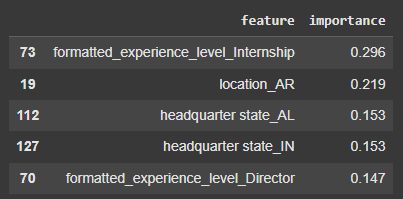 feature importance
73 formatted_experience_level_Internship 0.296
19 location_AR 0.219
112 headquarter state_AL 0.153
127 headquarter state_IN 0.153
70 formatted_experience_level_Director 0.147